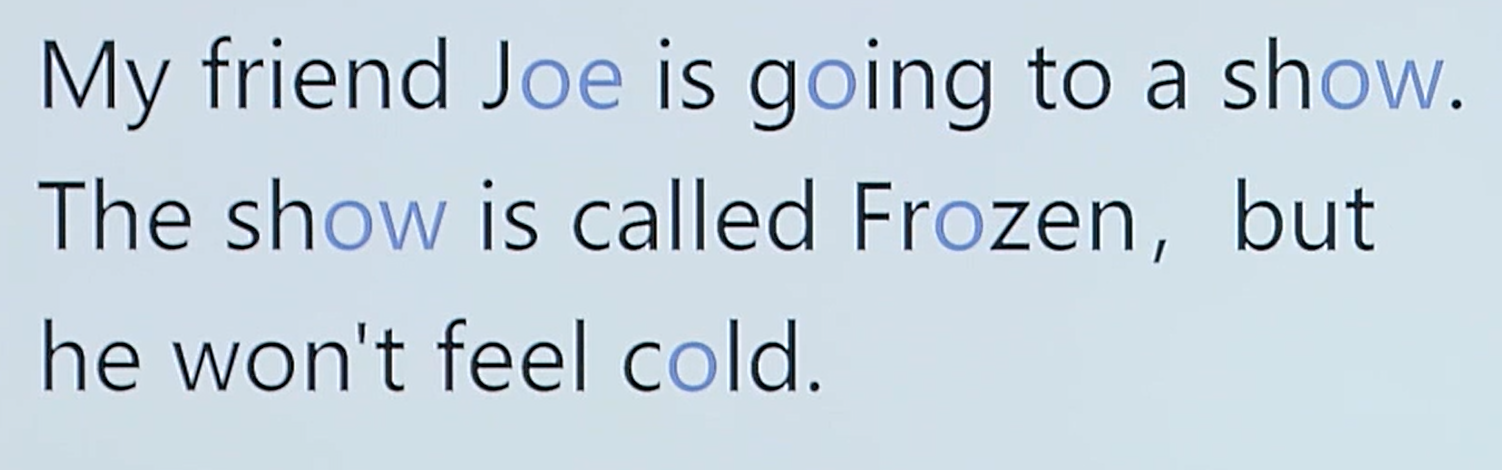 My friend Joe is going to a show.
The show is called Frozen, but
he won't feel cold.